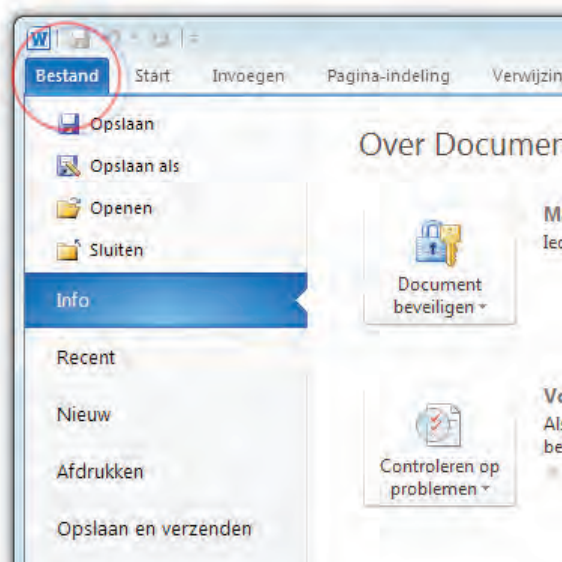 W
Bestand Start Invoegen Pagina-indeling
Opslaan
Opslaan als
Openen
Sluiten
Info
Recent
Nieuw
Afdrukken
Opslaan en verzenden
Over
Document
beveiligen
Controleren op
problemen